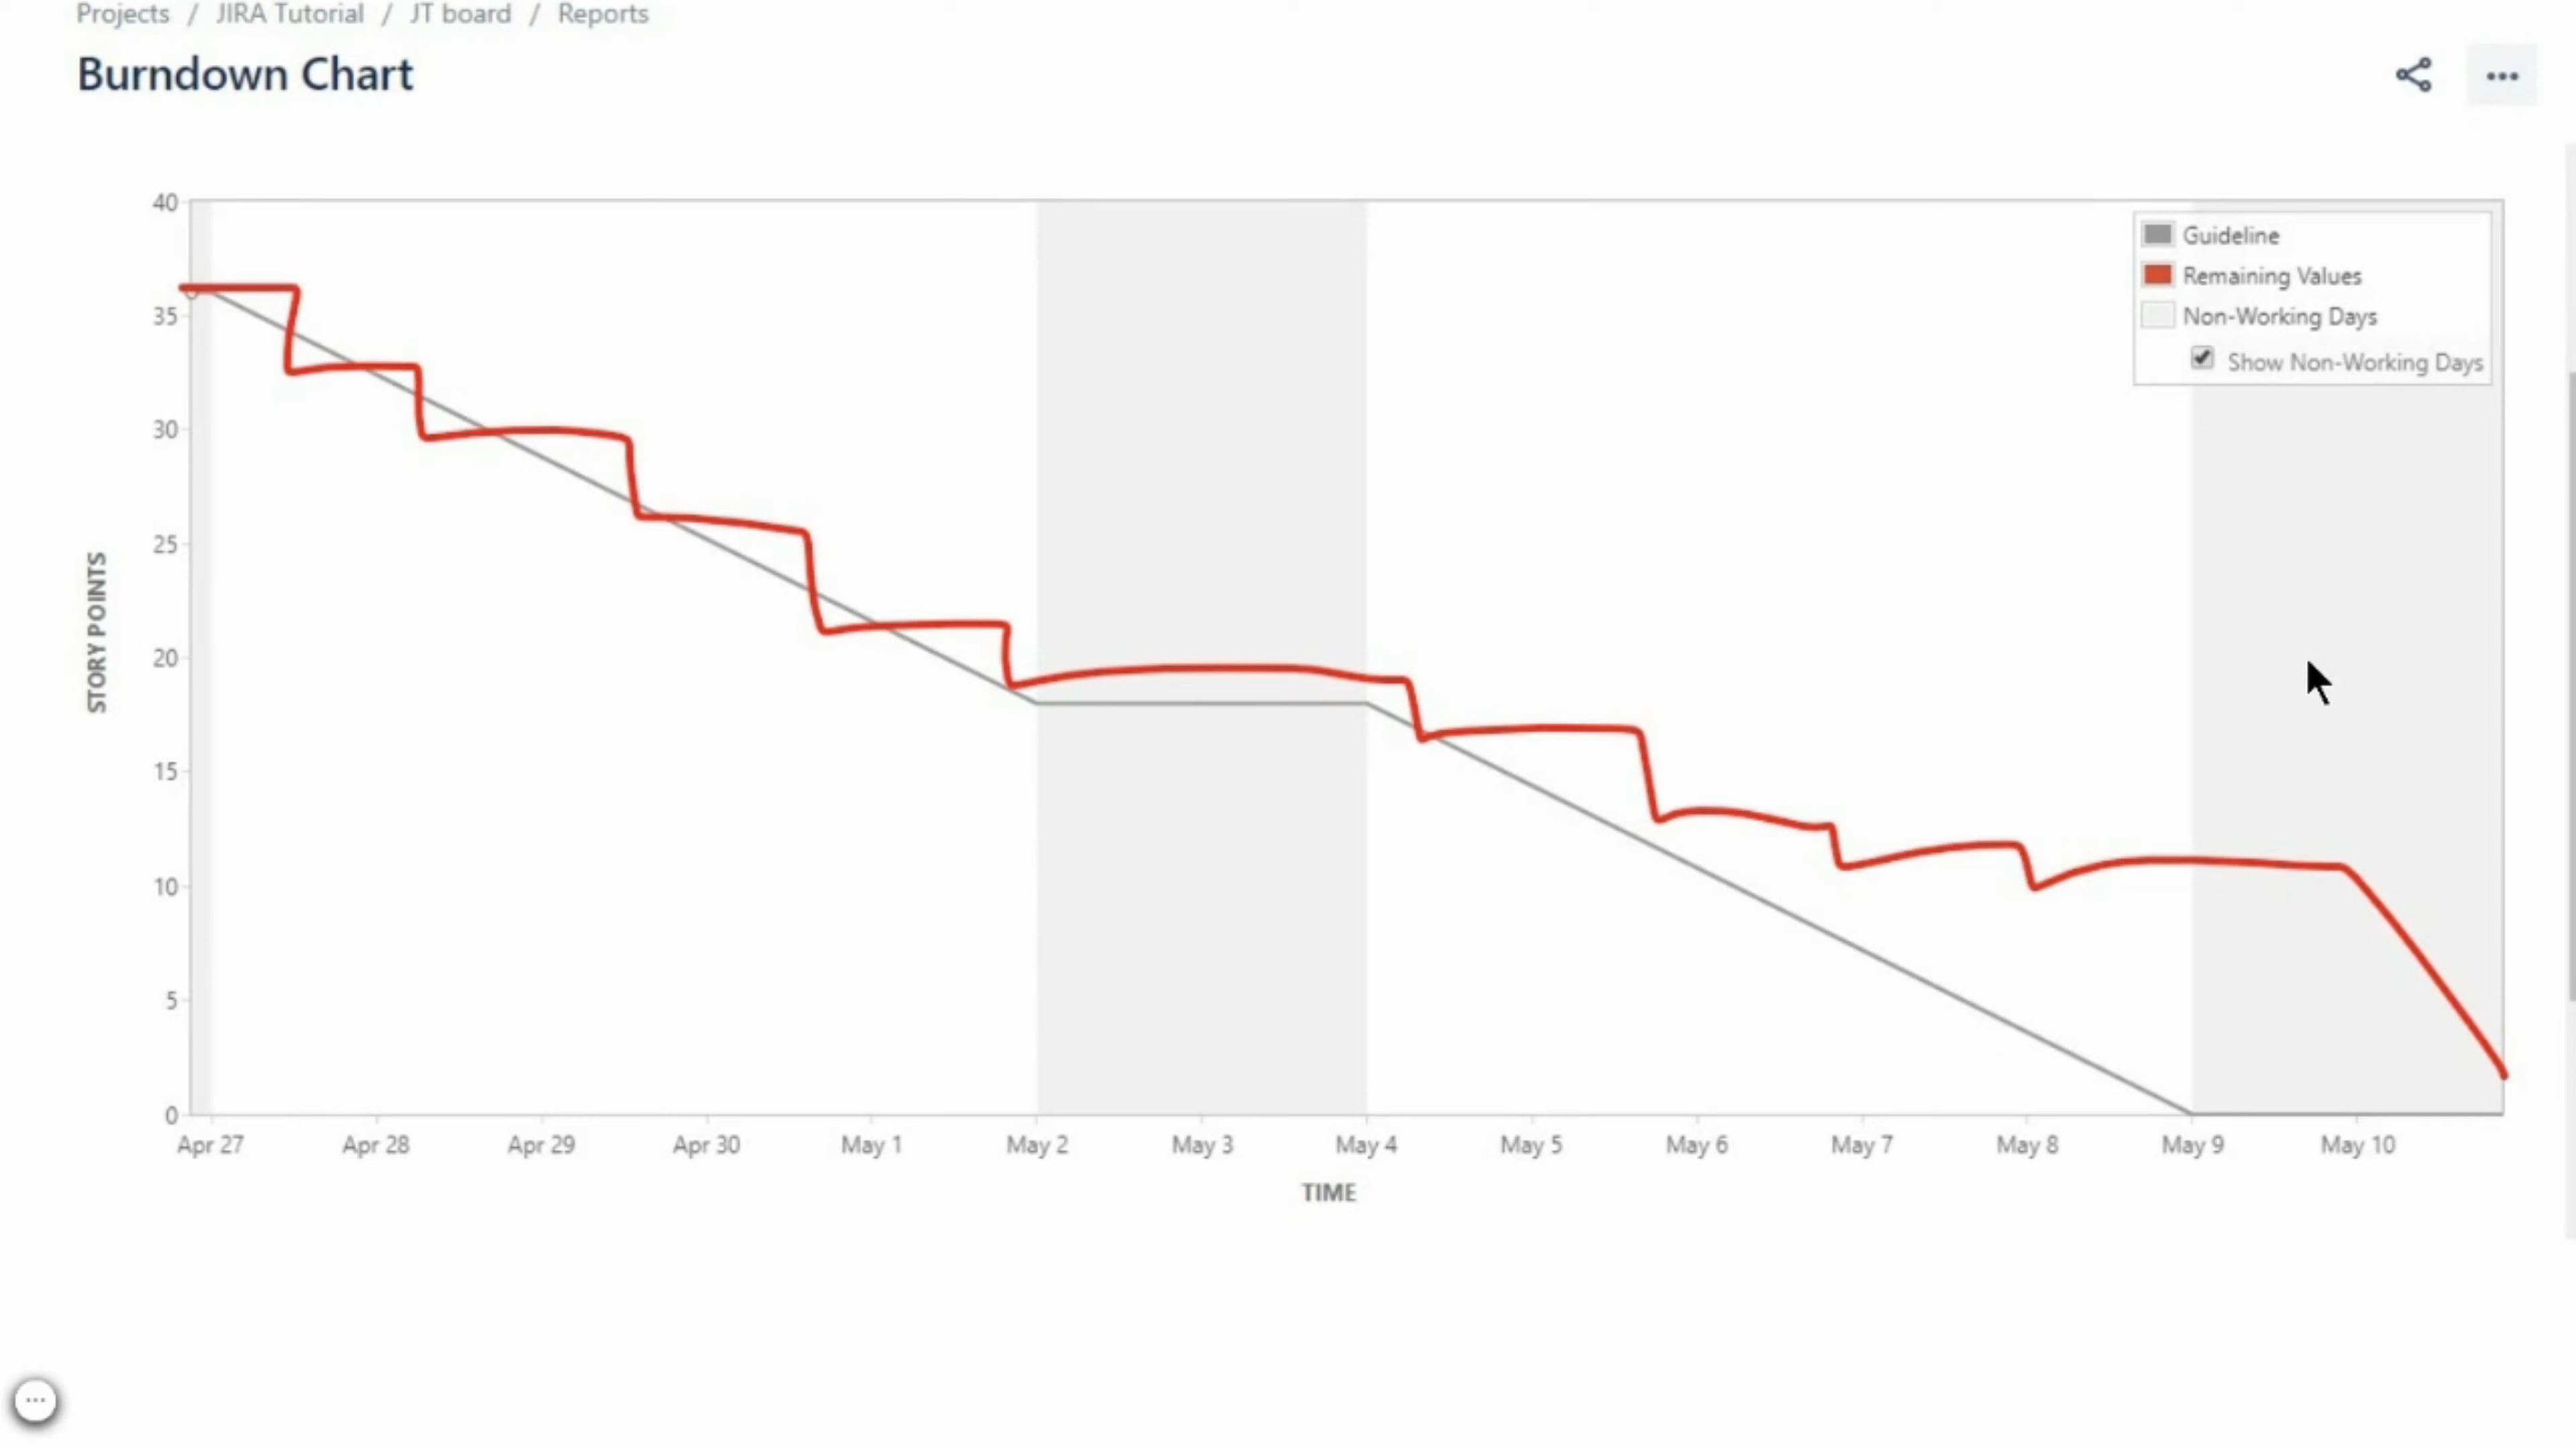 Projects / JIRA Tutorial / JT board / Reports
Burndown Chart
Guideline
Remaining Values
Non-Working Days
Show Non-Working Days
STORY POINTS
40
35
30
25
20
15
10
5
0
Apr 27 Apr 28 Apr 29 Apr 30 May 1 May 2 May 3 May 4 May 5 May 6 May 7 May 8 May 9 May 10
TIME